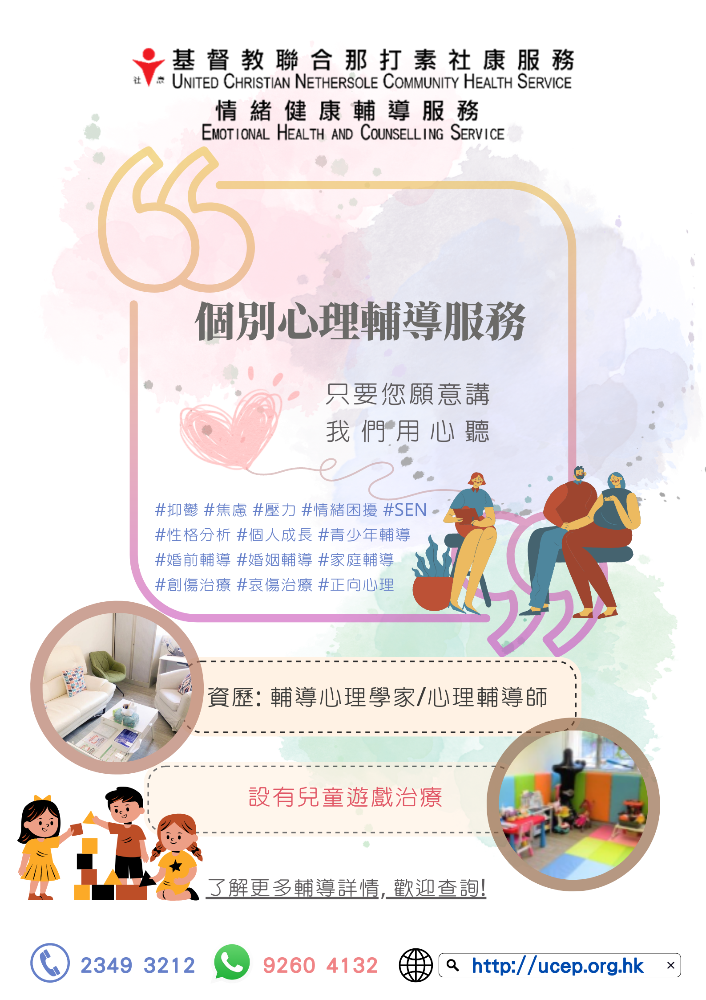 基督教聯合那打素社康服務
社 康 UNITED CHRISTIAN NETHERSOLE COMMUNITY HEALTH SERVICE
情緒健康輔導服務
EMOTIONAL HEALTH AND COUNSELLING SERVICE
個別心理輔導服務
只要您願意講
我們用心聽
#抑鬱 #焦慮 #壓力 #情緒困擾 #SEN
#性格分析 #個人成長 #青少年輔導
#婚前輔導 #婚姻輔導 #家庭輔導
#創傷治療 #哀傷治療 #正向心理
資歷: 輔導心理學家/心理輔導師
設有兒童遊戲治療
了解更多輔導詳情, 歡迎查詢!
2349 3212 9260 4132 http://ucep.org.hk